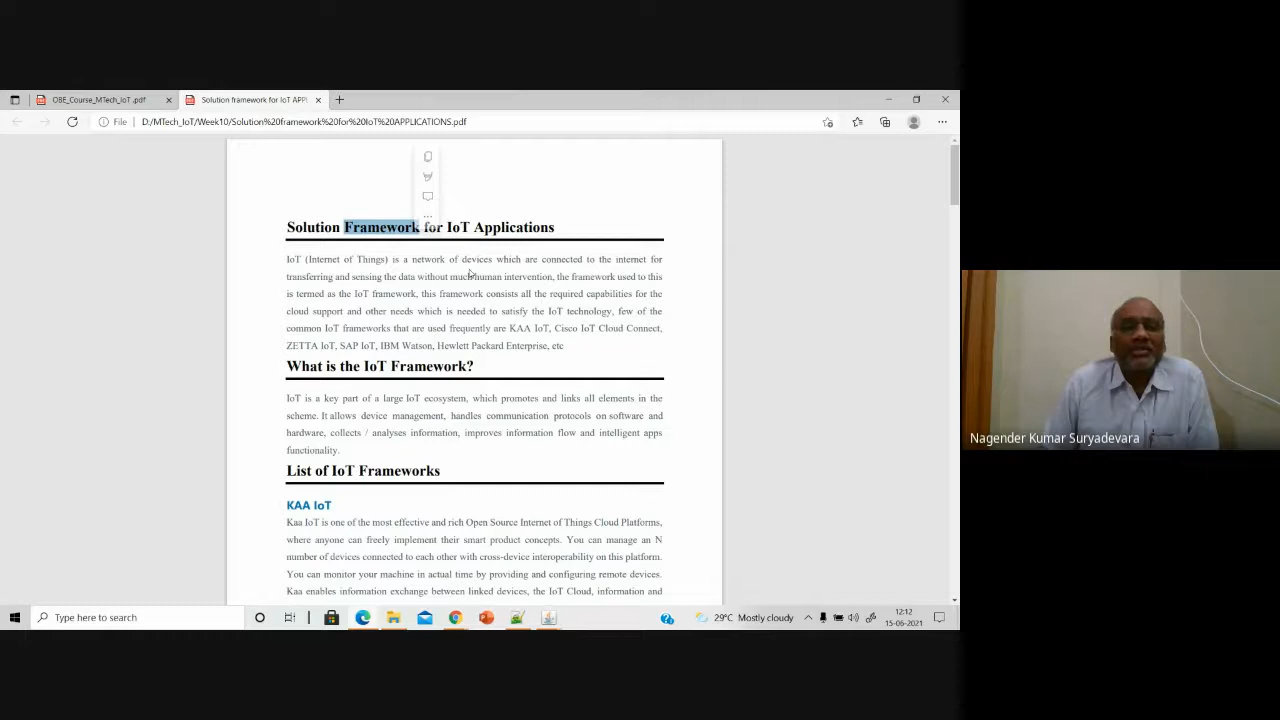 OBE_Course_MTech_IoT .pdf
Solution framework for IoT APPL
File
D:/MTech_IoT/Week10/Solution%20framework%20for%20IoT%20APPLICATIONS.pdf
Solution Framework for IoT Applications
IoT (Internet of Things) is a network of devices which are connected to the internet for
transferring and sensing the data without much human intervention, the framework used to this
is termed as the IoT framework, this framework consists all the required capabilities for the
cloud support and other needs which is needed to satisfy the IoT technology, few of the
common IoT frameworks that are used frequently are KAA IoT, Cisco IoT Cloud Connect,
ZETTA IoT, SAP IoT, IBM Watson, Hewlett Packard Enterprise, etc
What is the IoT Framework?
IoT is a key part of a large IoT ecosystem, which promotes and links all elements in the
scheme. It allows device management, handles communication protocols on software and
hardware, collects / analyses information, improves information flow and intelligent apps
functionality.
List of IoT Frameworks
KAA IoT
Kaa IoT is one of the most effective and rich Open Source Internet of Things Cloud Platforms,
where anyone can freely implement their smart product concepts. You can manage an N
number of devices connected to each other with cross-device interoperability on this platform.
You can monitor your machine in actual time by providing and configuring remote devices.
Kaa enables information exchange between linked devices, the IoT Cloud, information and
Nagender Kumar Suryadevara
Type here to search
29°C Mostly cloudy
12:12
15-06-2021